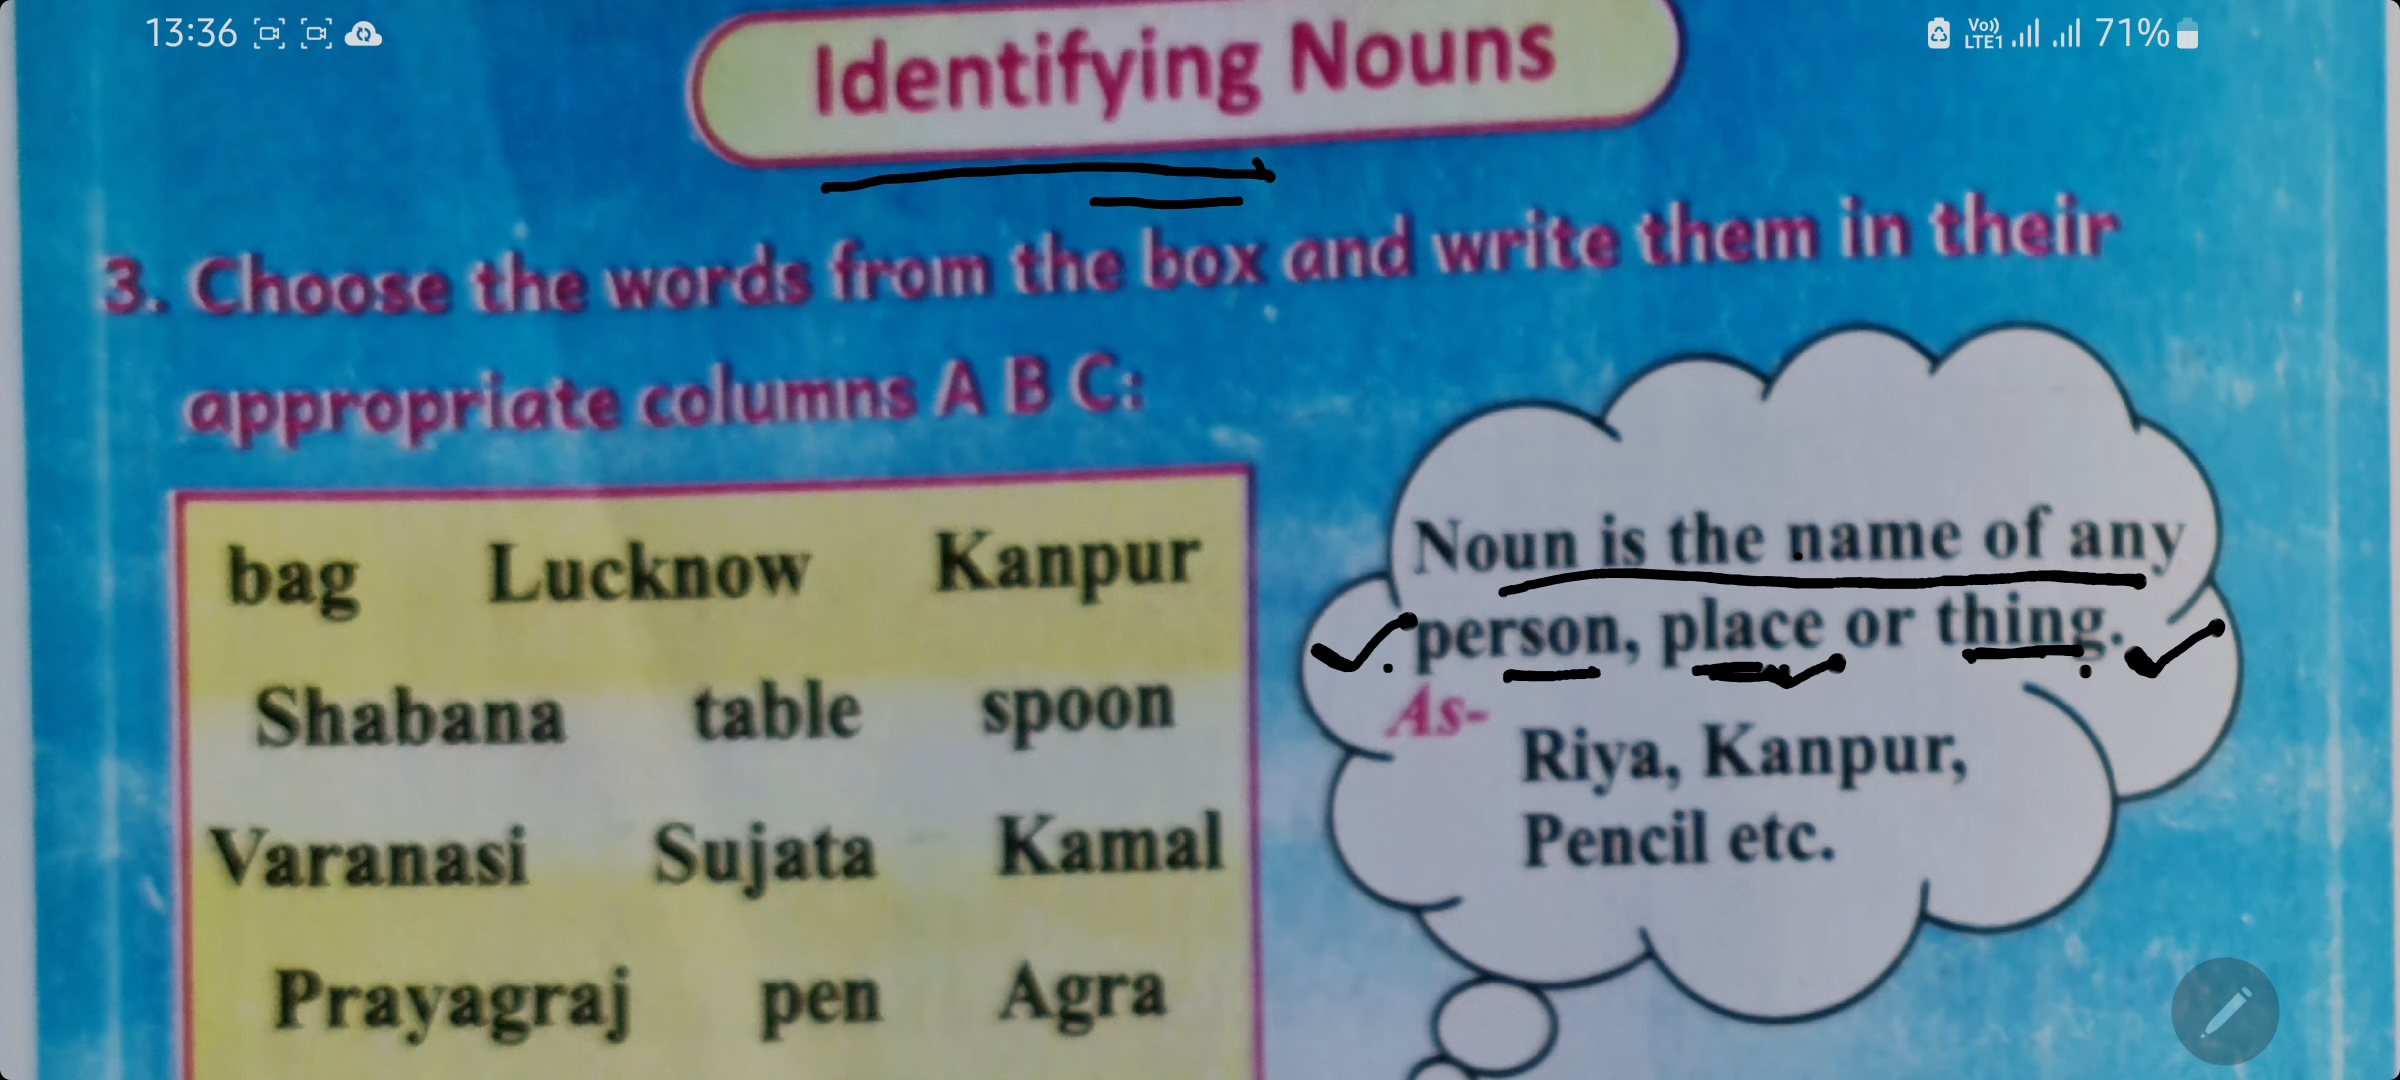 13:36 Vo)) LTE1 71%
Identifying Nouns
3. Choose the words from the box and write them in their
appropriate columns A B C:
bag Lucknow Kanpur
Shabana table spoon
Varanasi Sujata Kamal
Prayagraj pen Agra
Noun is the name of any
person, place or thing.
As-
Riya, Kanpur,
Pencil etc.